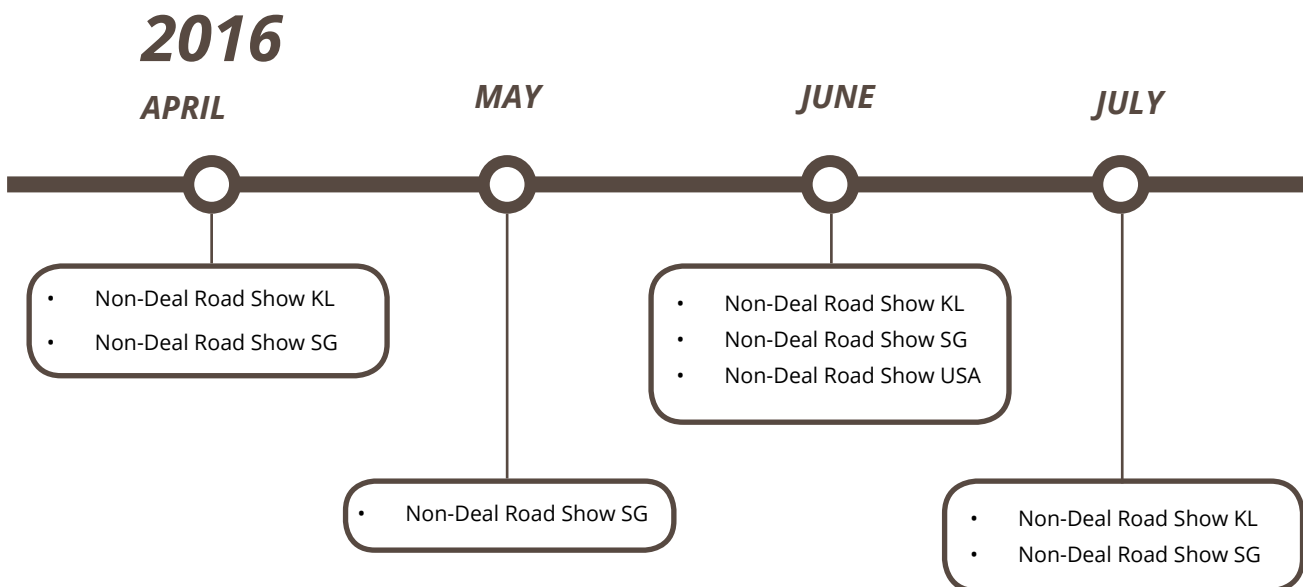 2016
APRIL
MAY
JUNE
JULY
• Non-Deal Road Show KL
• Non-Deal Road Show SG
• Non-Deal Road Show SG
• Non-Deal Road Show KL
• Non-Deal Road Show SG
• Non-Deal Road Show USA
• Non-Deal Road Show KL
• Non-Deal Road Show SG